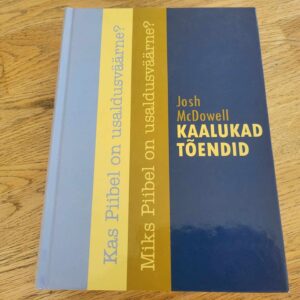 Kas Piibel on usaldusväärne?
Miks Piibel on usaldusväärne?
Josh
McDowell
KAALUKAD
TÕENDID